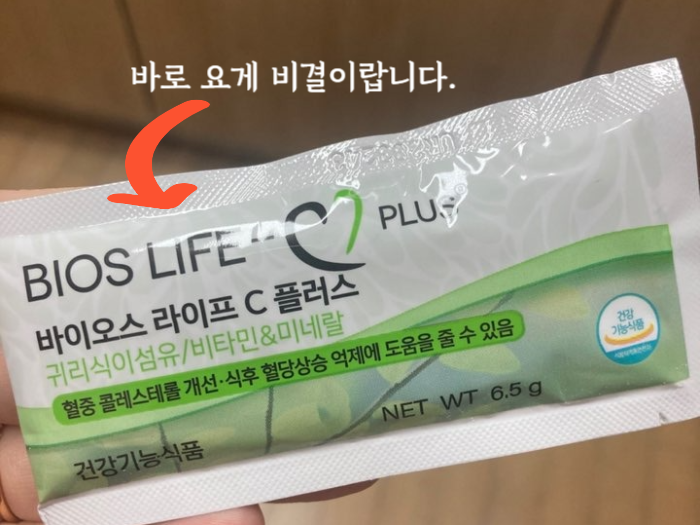 바로 요게 비결이랍니다.
BIOS LIFE C PLUS
바이오스 라이프 C 플러스
귀리식이섬유/비타민&미네랄
혈중 콜레스테롤 개선·식후 혈당상승 억제에 도움을 줄 수 있음
건강
기능식품
NET WT 6.5 g
건강기능식품